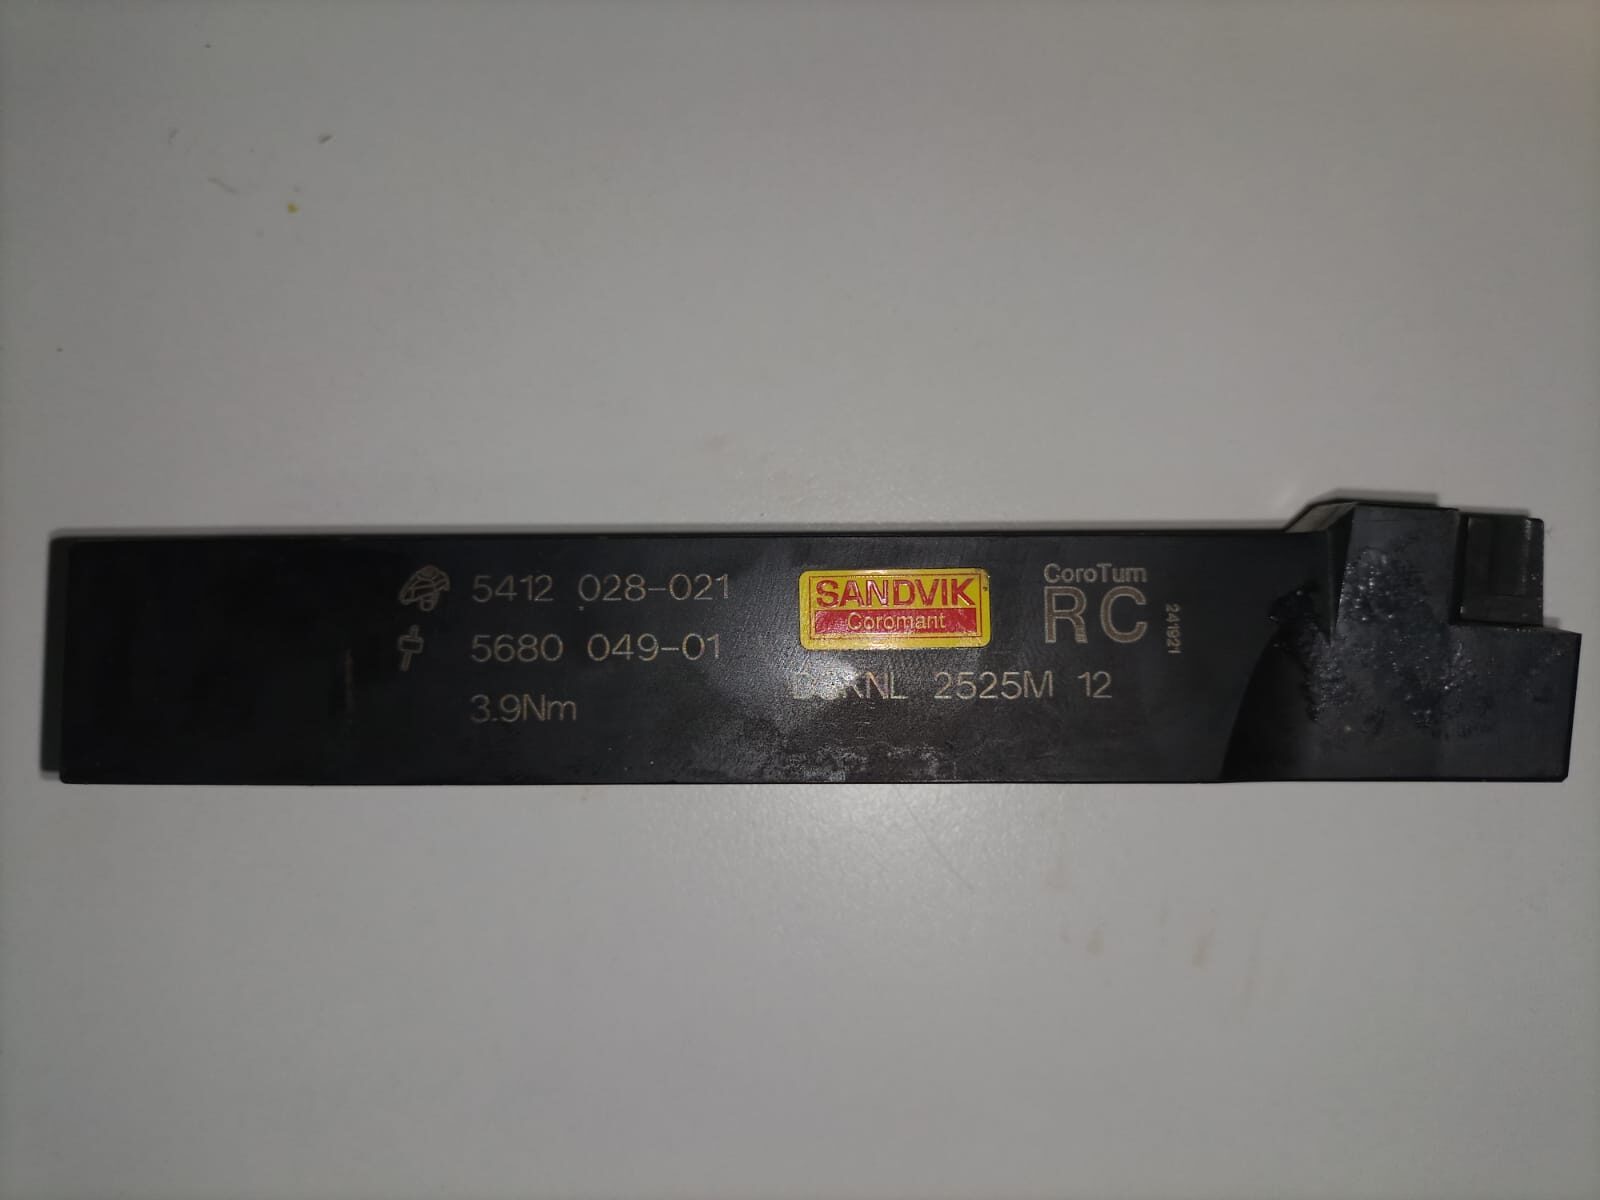 5412 028-021
5680 049-01
3.9Nm
SANDVIK
Coromant
CoroTurn
RC
241921
2525M 12